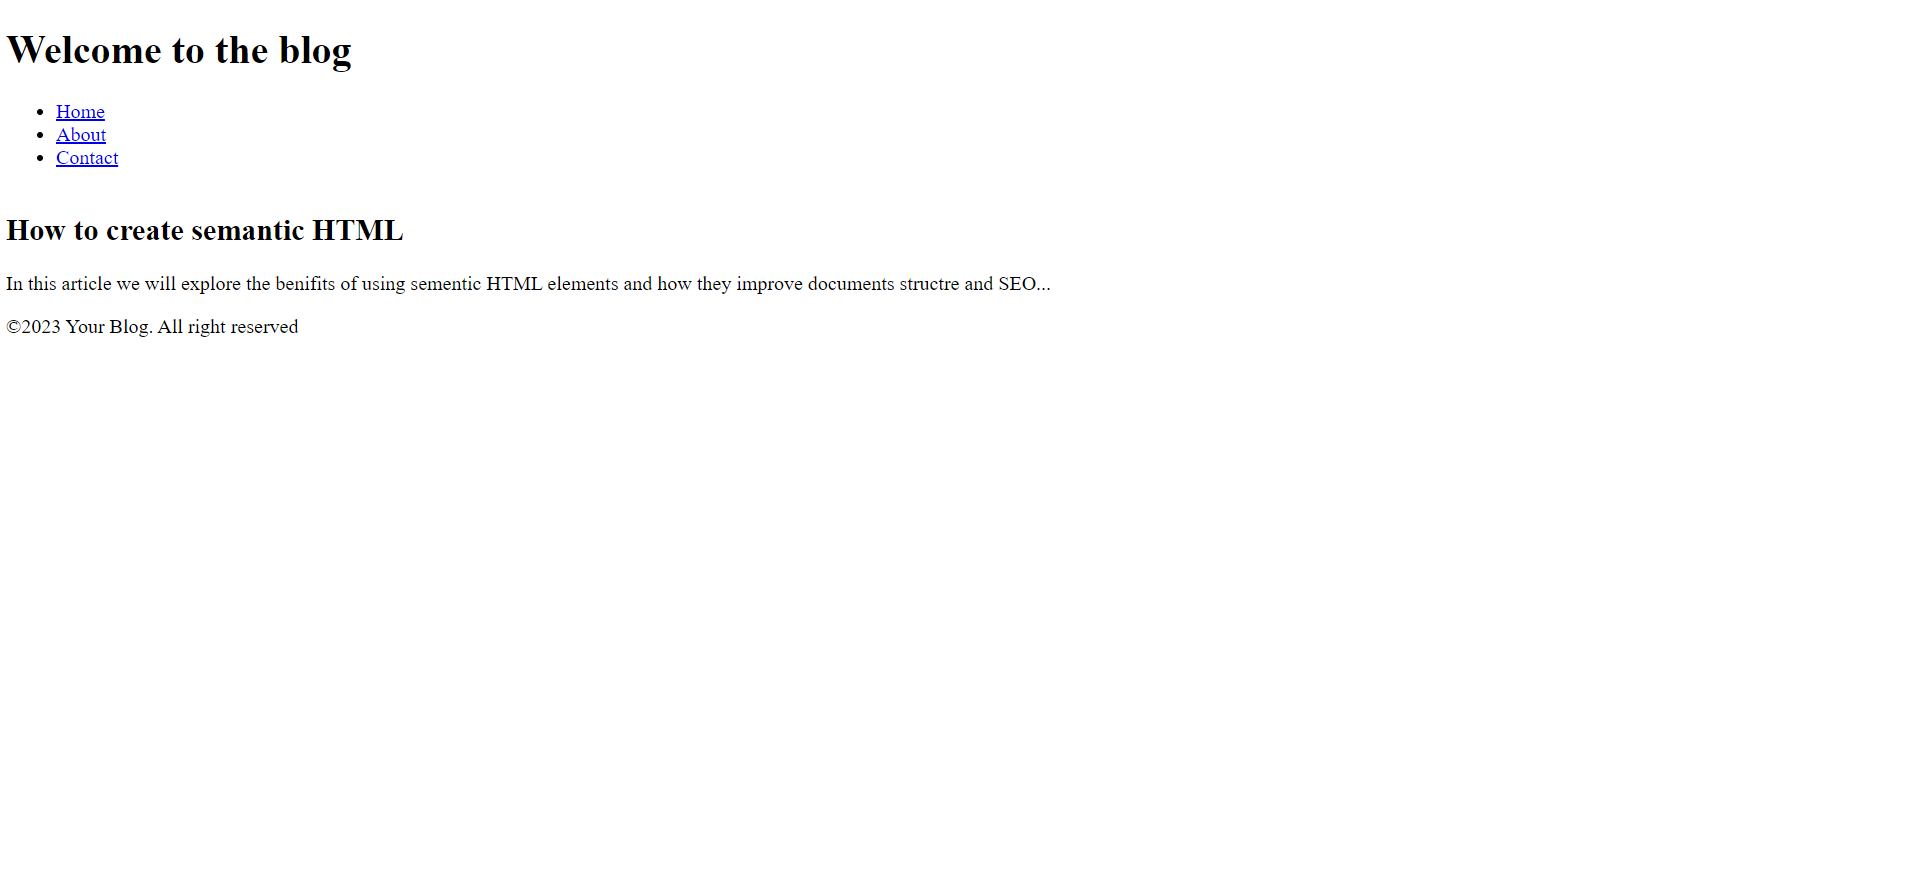 Welcome to the blog
Home
About
Contact
How to create semantic HTML
In this article we will explore the benifits of using sementic HTML elements and how they improve documents structre and SEO...
©2023 Your Blog. All right reserved